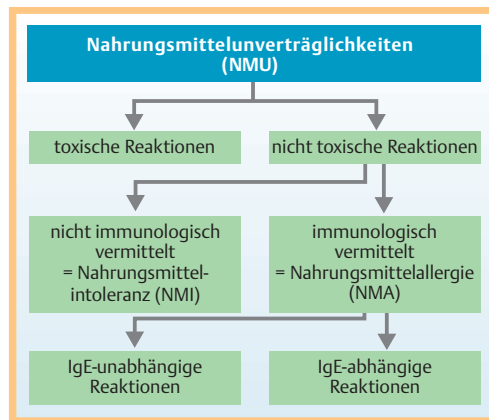 Nahrungsmittelunverträglichkeiten
(NMU)
toxische Reaktionen
nicht toxische Reaktionen
nicht immunologisch
vermittelt
= Nahrungsmittel-
intoleranz (NMI)
immunologisch
vermittelt
= Nahrungsmittelallergie
(NMA)
IgE-unabhängige
Reaktionen
IgE-abhängige
Reaktionen